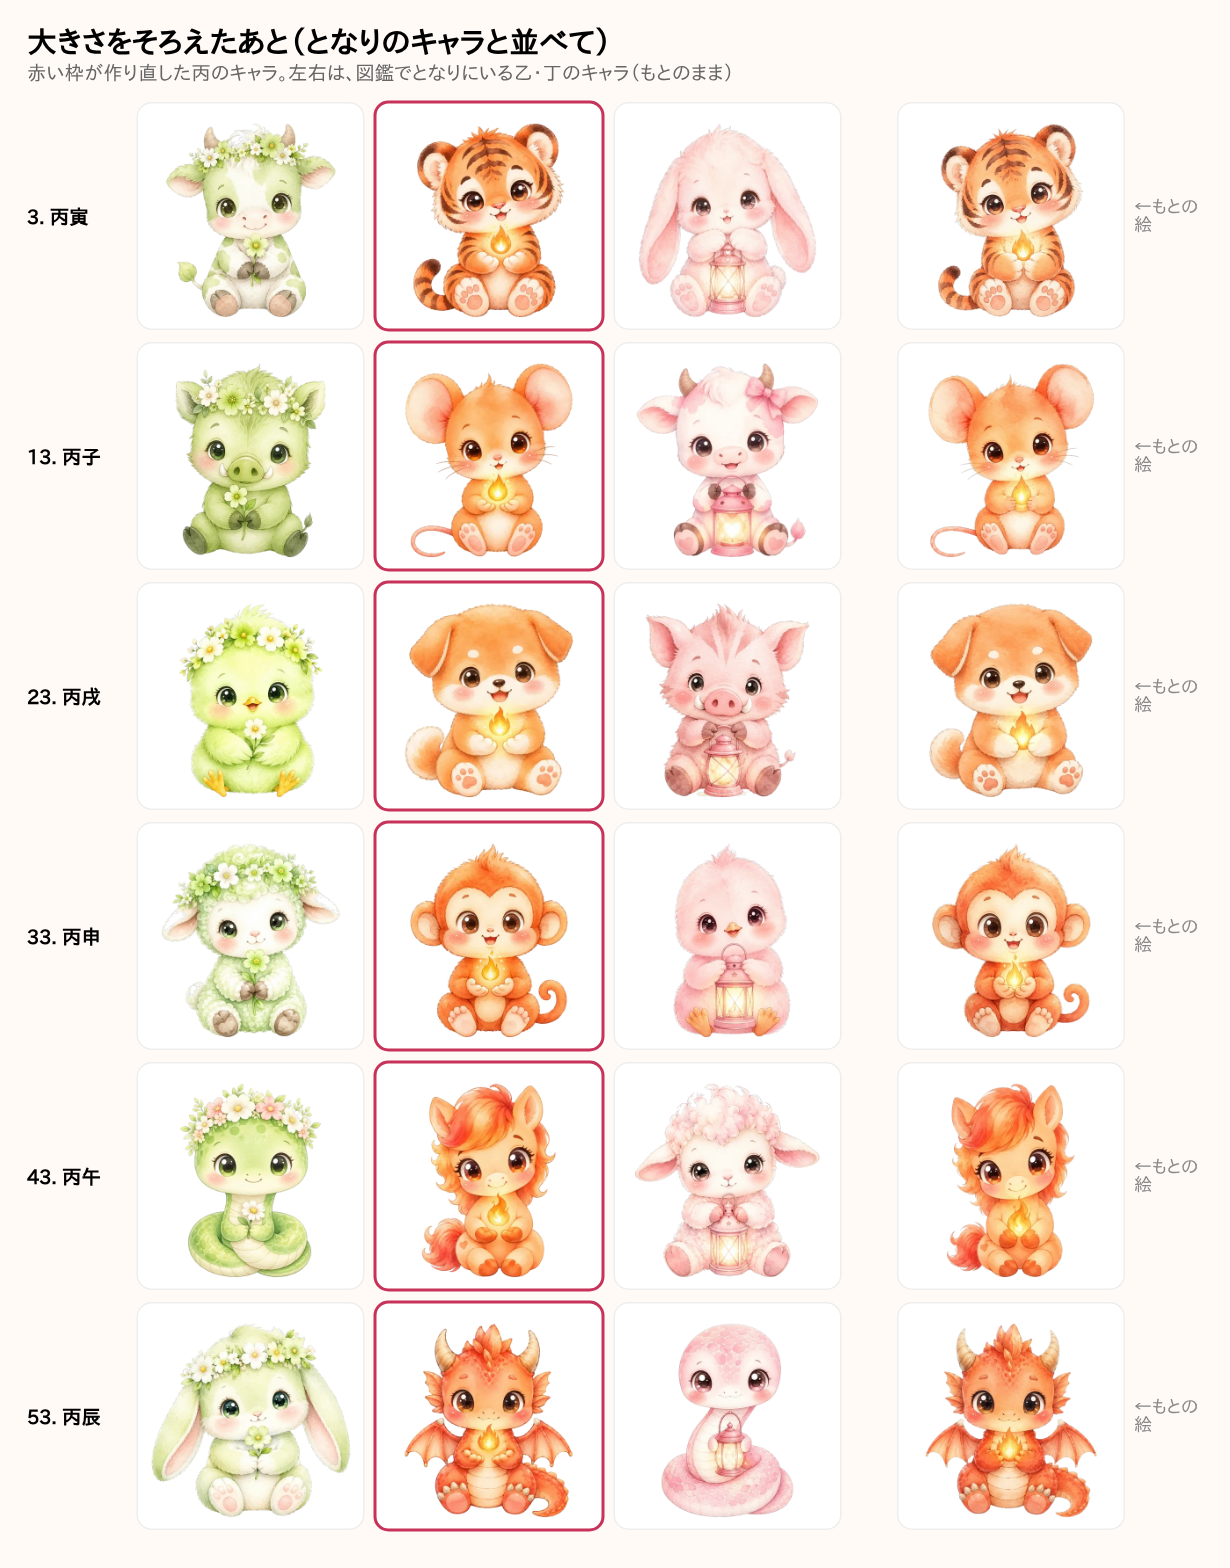 大きさをそろえたあと（となりのキャラと並べて）
赤い枠が作り直した丙のキャラ。左右は、図鑑でとなりにいる乙・丁のキャラ（もとのまま）
3. 丙寅
←もとの
絵
13. 丙子
←もとの
絵
23. 丙戌
←もとの
絵
33. 丙申
←もとの
絵
43. 丙午
←もとの
絵
53. 丙辰
←もとの
絵